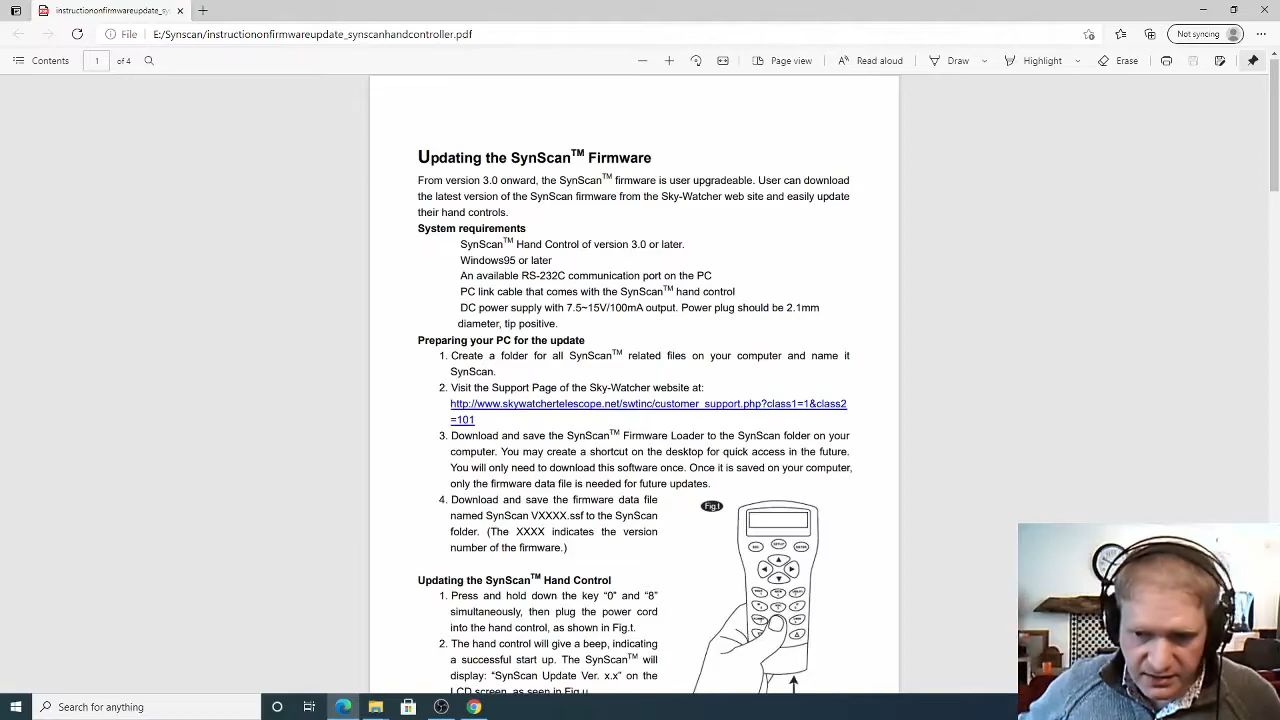 instructiononfirmwareupdate_sy
File
E:/Synscan/instructiononfirmwareupdate_synscanhandcontroller.pdf
Not syncing
Contents
1
of 4
Page view
Read aloud
Draw
Highlight
Erase
Updating the SynScan™ Firmware
From version 3.0 onward, the SynScan™ firmware is user upgradeable. User can download
the latest version of the SynScan firmware from the Sky-Watcher web site and easily update
their hand controls.
System requirements
SynScan™ Hand Control of version 3.0 or later.
Windows95 or later
An available RS-232C communication port on the PC
PC link cable that comes with the SynScan™ hand control
DC power supply with 7.5~15V/100mA output. Power plug should be 2.1mm
diameter, tip positive.
Preparing your PC for the update
1. Create a folder for all SynScan™ related files on your computer and name it
SynScan.
2. Visit the Support Page of the Sky-Watcher website at:
http://www.skywatchertelescope.net/swtinc/customer_support.php?class1=1&class2
=101
3. Download and save the SynScan™ Firmware Loader to the SynScan folder on your
computer. You may create a shortcut on the desktop for quick access in the future.
You will only need to download this software once. Once it is saved on your computer,
only the firmware data file is needed for future updates.
4. Download and save the firmware data file
named SynScan VXXXX.ssf to the SynScan
folder. (The XXXX indicates the version
number of the firmware.)
Fig.t
Updating the SynScan™ Hand Control
1. Press and hold down the key “0” and “8”
simultaneously, then plug the power cord
into the hand control, as shown in Fig.t.
2. The hand control will give a beep, indicating
a successful start up. The SynScan™ will
display: “SynScan Update Ver. x.x” on the
LCD screen, as seen in Fig.u.
Search for anything